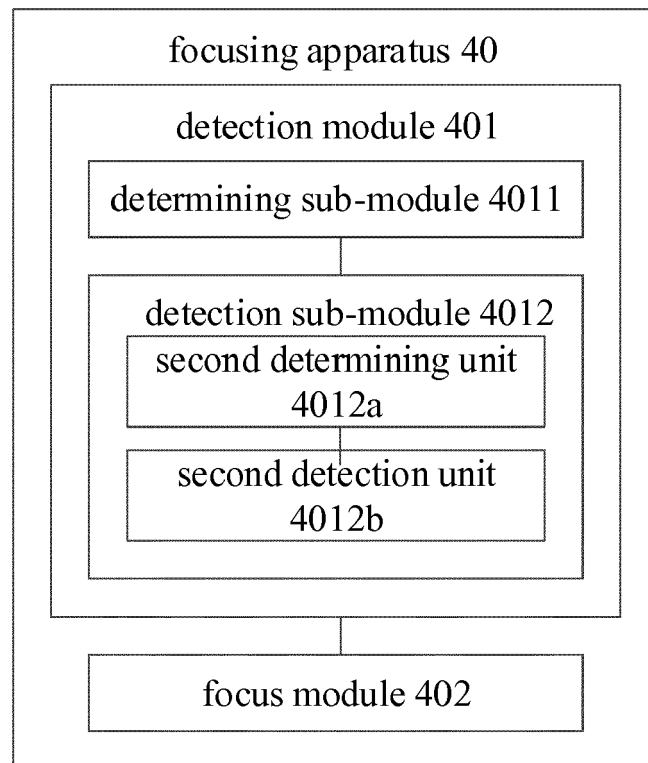 focusing apparatus 40
detection module 401
determining sub-module 4011
detection sub-module 4012
second determining unit
4012a
second detection unit
4012b
focus module 402